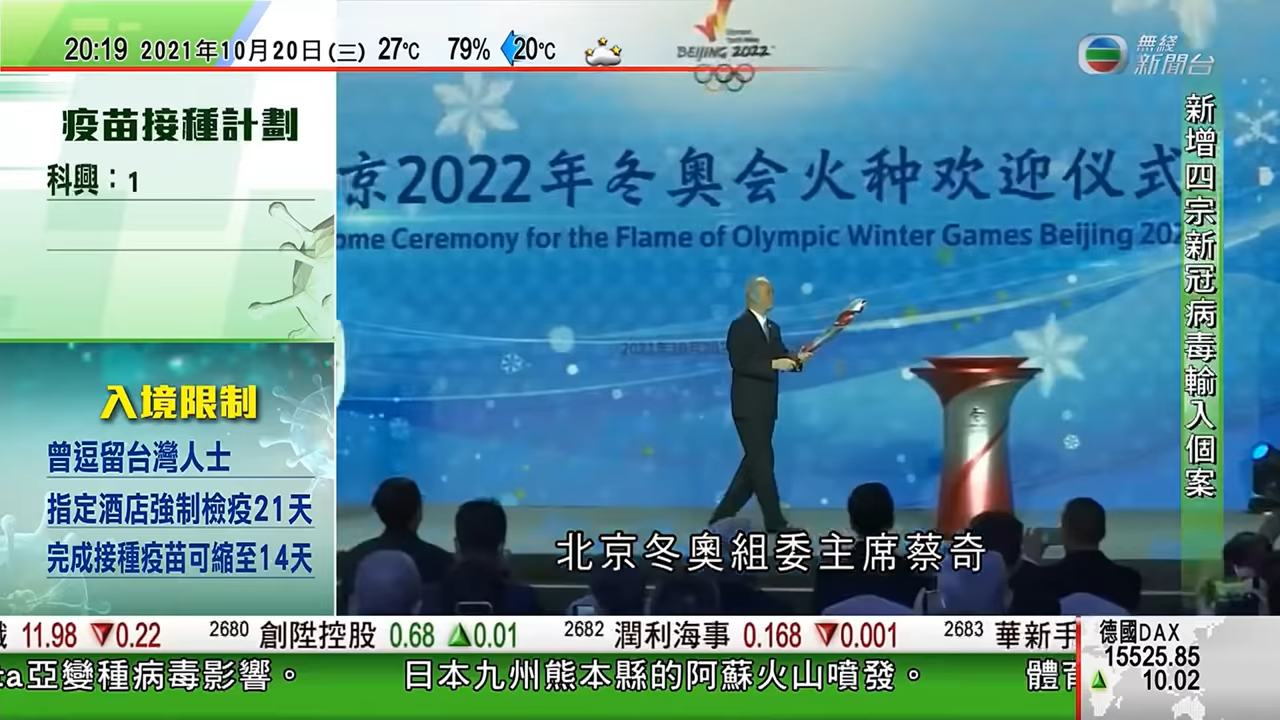 20:19 2021年10月20日(三) 27℃ 79% 20℃
BEIJING 2022
無綫
新聞台
疫苗接種計劃
科興：1
入境限制
曾逗留台灣人士
指定酒店強制檢疫21天
完成接種疫苗可縮至14天
京2022年冬奥会火种欢迎仪式
ome Ceremony for the Flame of Olympic Winter Games Beijing 202
新增四宗新冠病毒輸入個案
北京冬奧組委主席蔡奇
11.98 ▼0.22 2680 創陞控股 0.68 ▲0.01 2682 潤利海事 0.168 ▼0.001 2683 華新手
德國DAX
15525.85
▲ 10.02
ta亞變種病毒影響。 日本九州熊本縣的阿蘇火山噴發。 體育